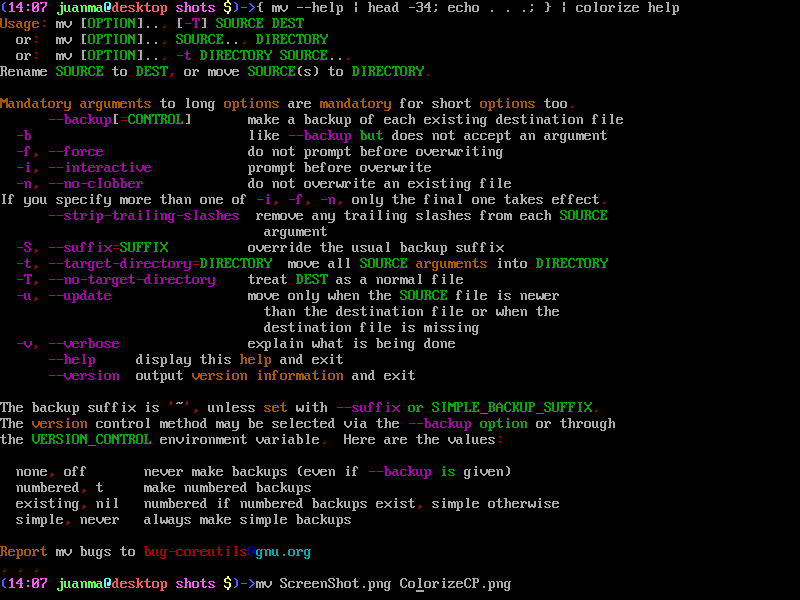 (14:07 juanma@desktop shots $)->{ mv --help | head -34; echo . . .; } | colorize help
Usage: mv [OPTION]... [-T] SOURCE DEST
  or:  mv [OPTION]... SOURCE... DIRECTORY
  or:  mv [OPTION]... -t DIRECTORY SOURCE...
Rename SOURCE to DEST, or move SOURCE(s) to DIRECTORY.

Mandatory arguments to long options are mandatory for short options too.
      --backup[=CONTROL]       make a backup of each existing destination file
  -b                           like --backup but does not accept an argument
  -f, --force                  do not prompt before overwriting
  -i, --interactive            prompt before overwrite
  -n, --no-clobber             do not overwrite an existing file
If you specify more than one of -i, -f, -n, only the final one takes effect.
      --strip-trailing-slashes  remove any trailing slashes from each SOURCE
                                 argument
  -S, --suffix=SUFFIX          override the usual backup suffix
  -t, --target-directory=DIRECTORY  move all SOURCE arguments into DIRECTORY
  -T, --no-target-directory    treat DEST as a normal file
  -u, --update                 move only when the SOURCE file is newer
                                 than the destination file or when the
                                 destination file is missing
  -v, --verbose                explain what is being done
      --help     display this help and exit
      --version  output version information and exit

The backup suffix is '~', unless set with --suffix or SIMPLE_BACKUP_SUFFIX.
The version control method may be selected via the --backup option or through
the VERSION_CONTROL environment variable.  Here are the values:

  none, off       never make backups (even if --backup is given)
  numbered, t     make numbered backups
  existing, nil   numbered if numbered backups exist, simple otherwise
  simple, never   always make simple backups

Report mv bugs to bug-coreutils@gnu.org
. . .
(14:07 juanma@desktop shots $)->mv ScreenShot.png ColorizeCP.png